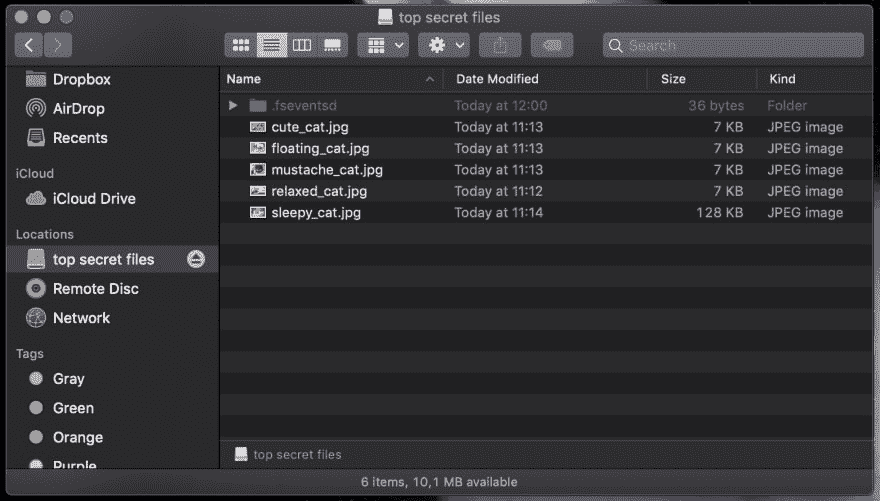 top secret files
Search
Dropbox
AirDrop
Recents
iCloud
iCloud Drive
Locations
top secret files
Remote Disc
Network
Tags
Gray
Green
Orange
Purple
Name Date Modified Size Kind
.fseventsd Today at 12:00 36 bytes Folder
cute_cat.jpg Today at 11:13 7 KB JPEG image
floating_cat.jpg Today at 11:13 7 KB JPEG image
mustache_cat.jpg Today at 11:13 7 KB JPEG image
relaxed_cat.jpg Today at 11:12 7 KB JPEG image
sleepy_cat.jpg Today at 11:14 128 KB JPEG image
top secret files
6 items, 10,1 MB available